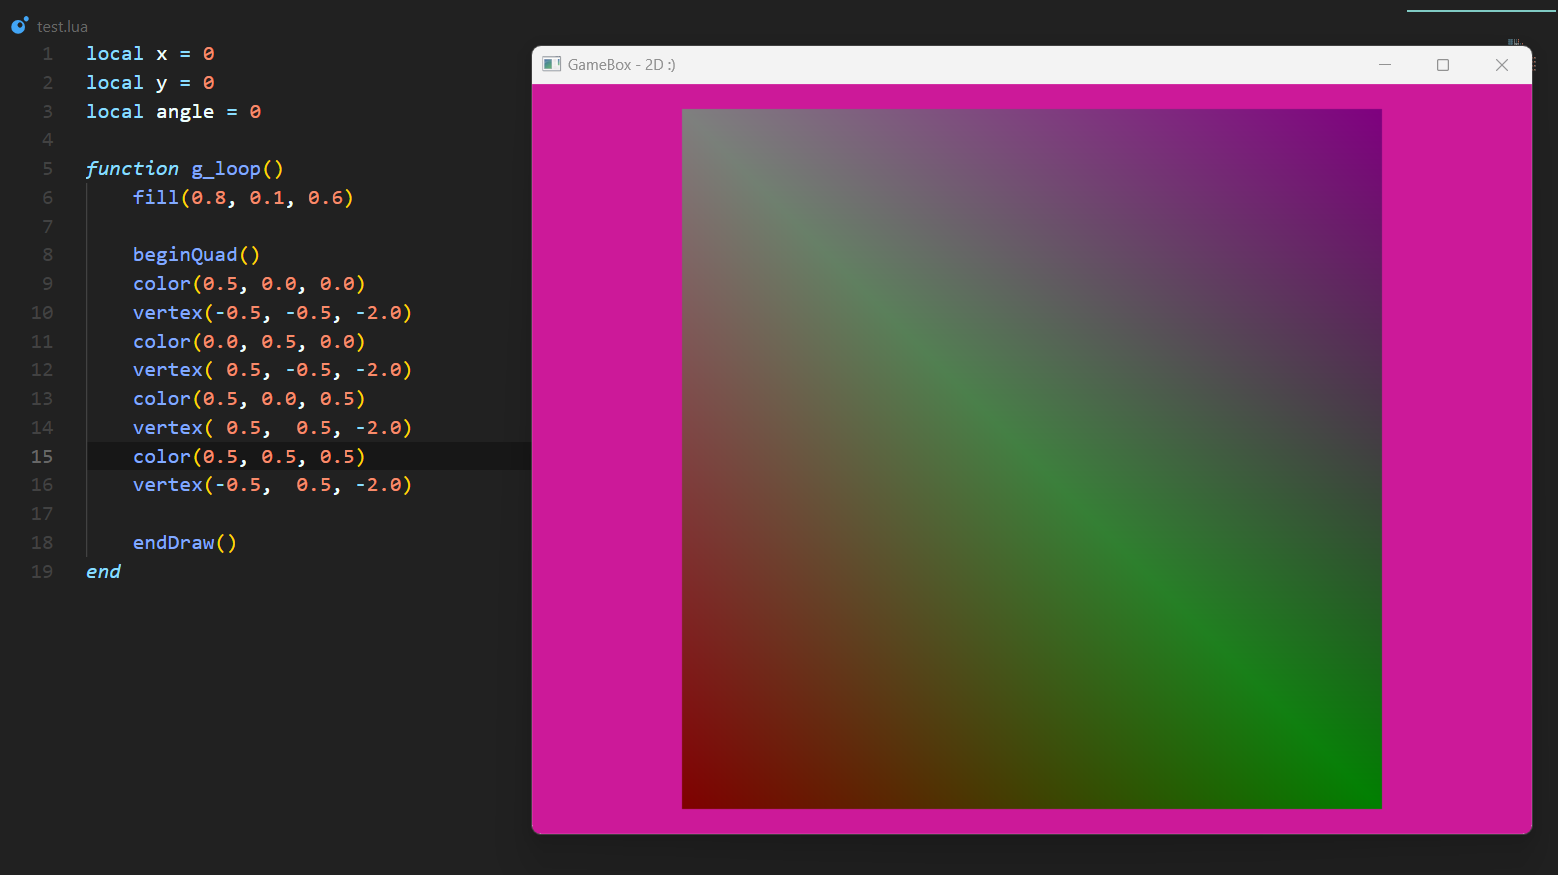 test.lua
1 local x = 0
2 local y = 0
3 local angle = 0
4
5 function g_loop()
6     fill(0.8, 0.1, 0.6)
7
8     beginQuad()
9     color(0.5, 0.0, 0.0)
10     vertex(-0.5, -0.5, -2.0)
11     color(0.0, 0.5, 0.0)
12     vertex( 0.5, -0.5, -2.0)
13     color(0.5, 0.0, 0.5)
14     vertex( 0.5,  0.5, -2.0)
15     color(0.5, 0.5, 0.5)
16     vertex(-0.5,  0.5, -2.0)
17
18     endDraw()
19 end
GameBox - 2D :)